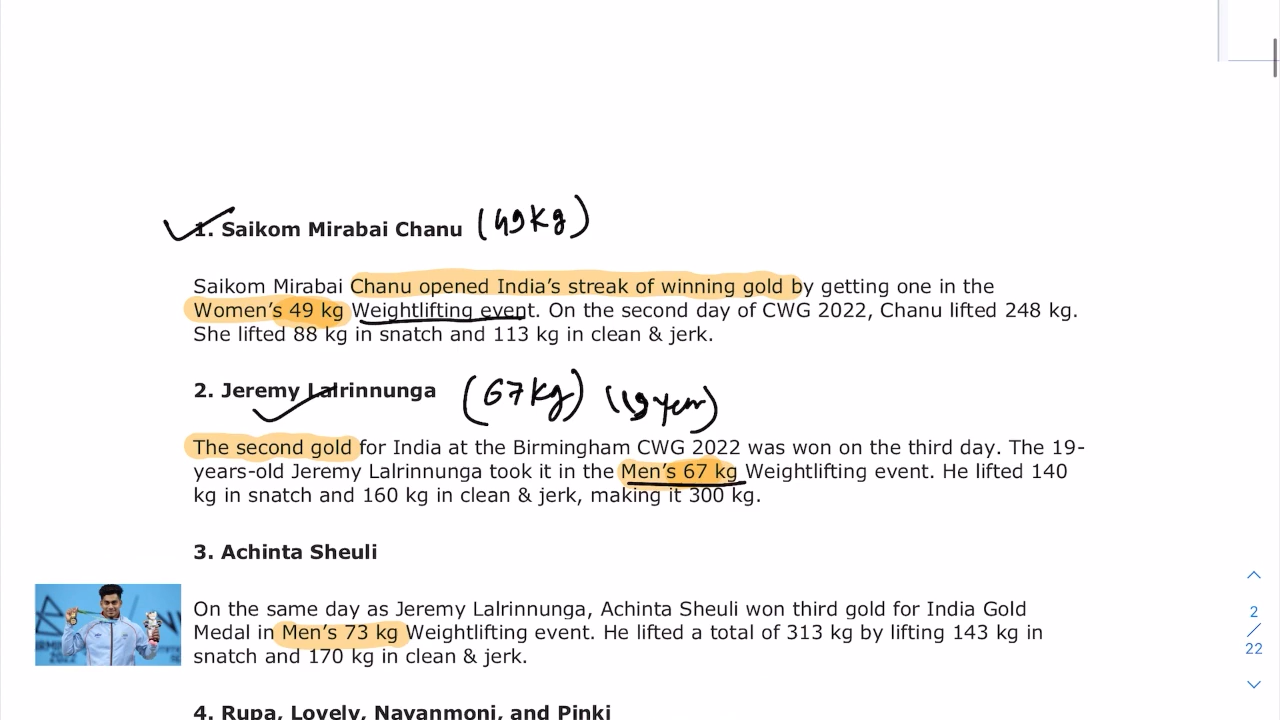 1. Saikom Mirabai Chanu (49kg)
Saikom Mirabai Chanu opened India’s streak of winning gold by getting one in the
Women’s 49 kg Weightlifting event. On the second day of CWG 2022, Chanu lifted 248 kg.
She lifted 88 kg in snatch and 113 kg in clean & jerk.
2. Jeremy Lalrinnunga (67kg) (19 year)
The second gold for India at the Birmingham CWG 2022 was won on the third day. The 19-
years-old Jeremy Lalrinnunga took it in the Men’s 67 kg Weightlifting event. He lifted 140
kg in snatch and 160 kg in clean & jerk, making it 300 kg.
3. Achinta Sheuli
On the same day as Jeremy Lalrinnunga, Achinta Sheuli won third gold for India Gold
Medal in Men’s 73 kg Weightlifting event. He lifted a total of 313 kg by lifting 143 kg in
snatch and 170 kg in clean & jerk.
4. Rupa, Lovely, Nayanmoni, and Pinki
2
/
22